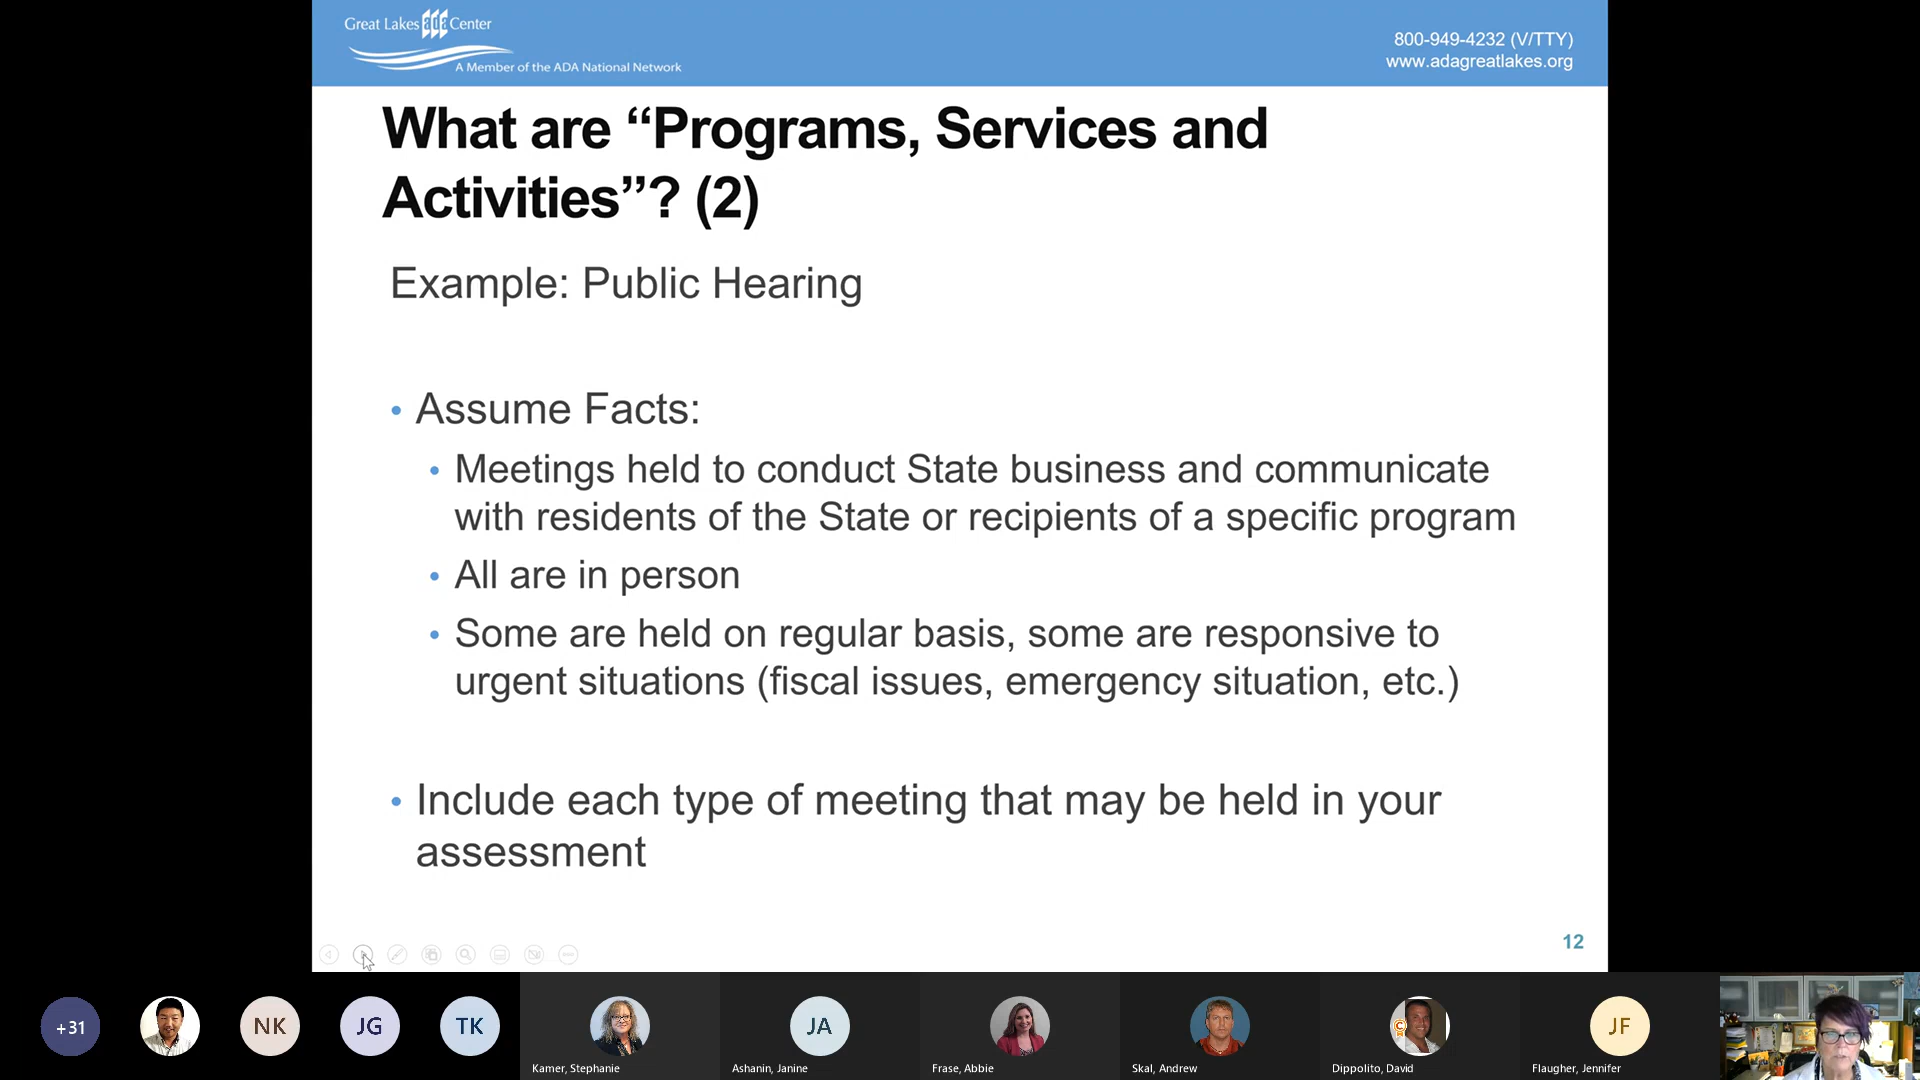 Great Lakes ada Center
A Member of the ADA National Network
800-949-4232 (V/TTY)
www.adagreatlakes.org
What are “Programs, Services and
Activities”? (2)
Example: Public Hearing
• Assume Facts:
• Meetings held to conduct State business and communicate
with residents of the State or recipients of a specific program
• All are in person
• Some are held on regular basis, some are responsive to
urgent situations (fiscal issues, emergency situation, etc.)
• Include each type of meeting that may be held in your
assessment
12
+31
NK
JG
TK
JA
JF
Kamer, Stephanie
Ashanin, Janine
Frase, Abbie
Skal, Andrew
Dippolito, David
Flaugher, Jennifer